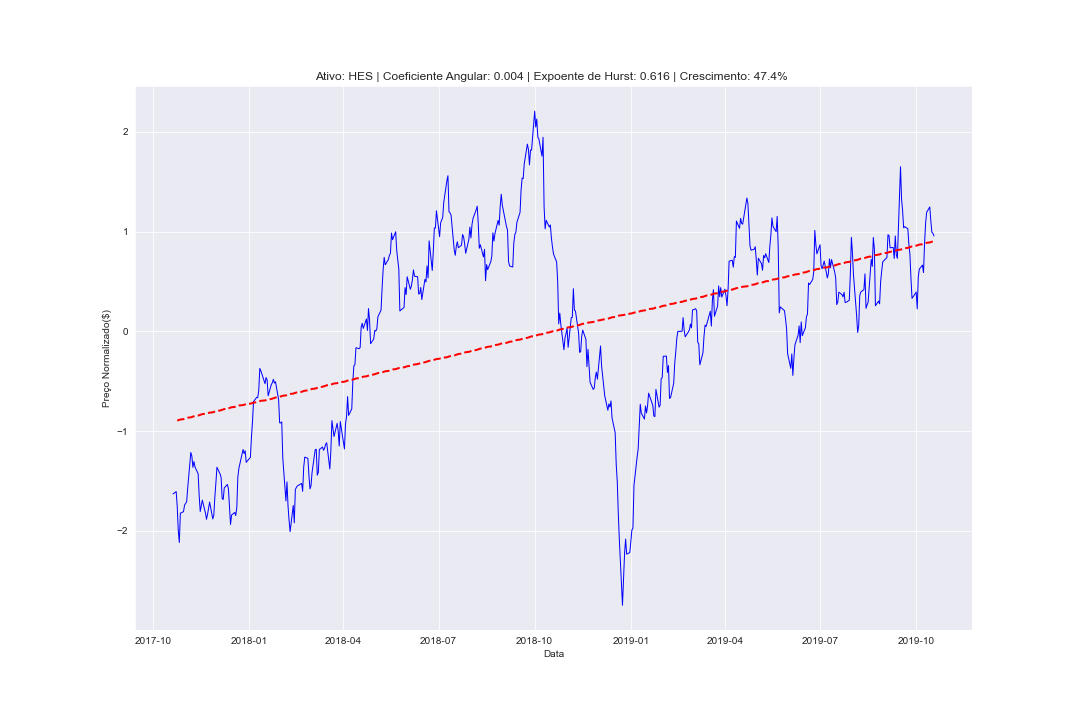 Ativo: HES | Coeficiente Angular: 0.004 | Expoente de Hurst: 0.616 | Crescimento: 47.4%
Preço Normalizado($)
2
1
0
−1
−2
2017-10 2018-01 2018-04 2018-07 2018-10 2019-01 2019-04 2019-07 2019-10
Data